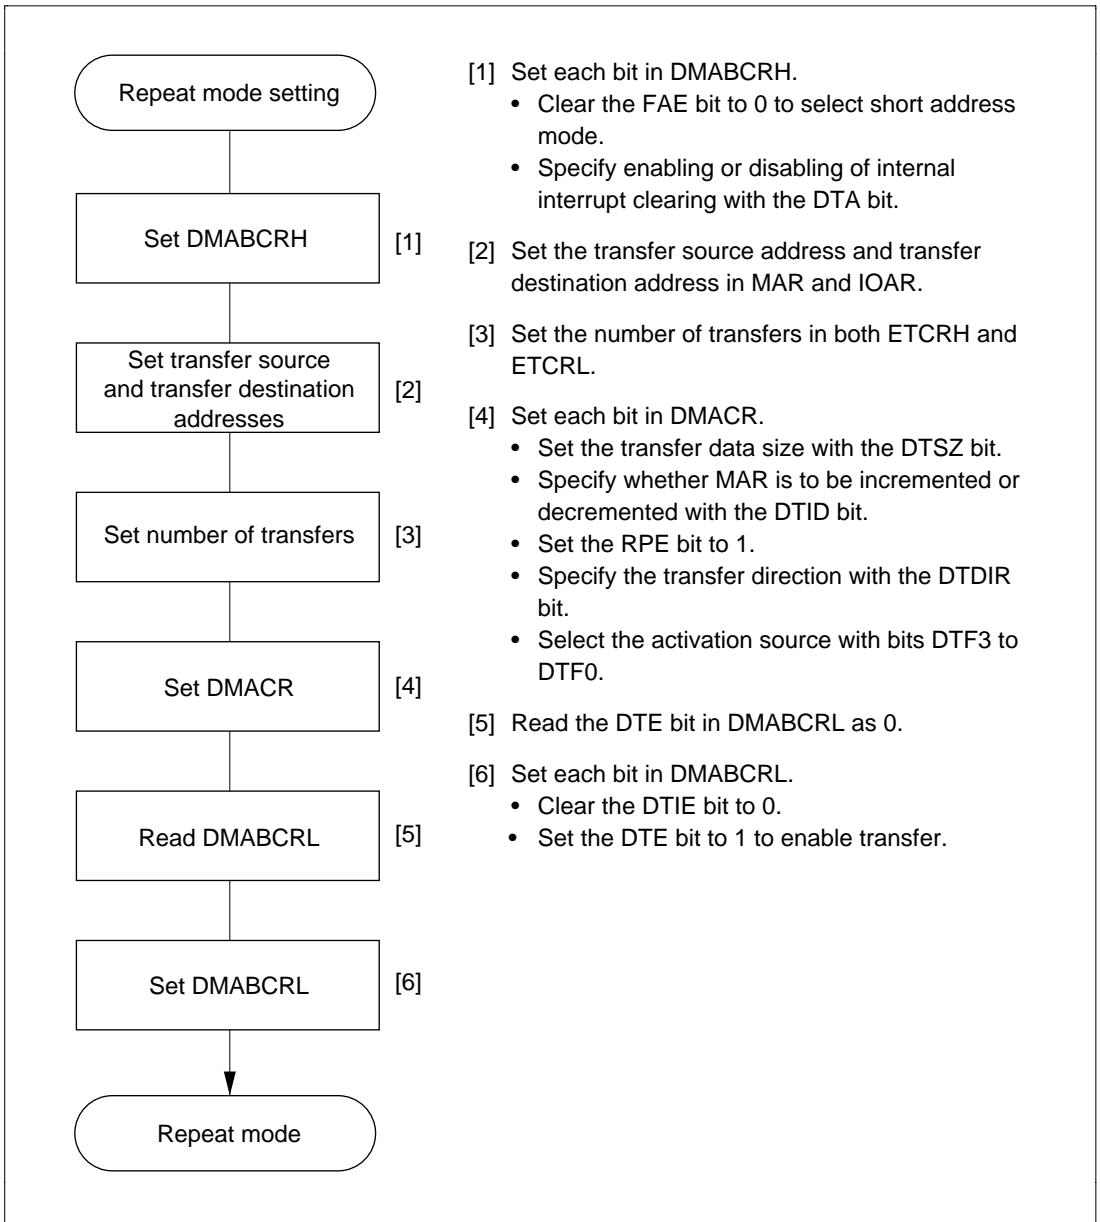 Repeat mode setting
Set DMABCRH
[1]
Set transfer source
and transfer destination
addresses
[2]
Set number of transfers
[3]
Set DMACR
[4]
Read DMABCRL
[5]
Set DMABCRL
[6]
Repeat mode
[1] Set each bit in DMABCRH.
• Clear the FAE bit to 0 to select short address
mode.
• Specify enabling or disabling of internal
interrupt clearing with the DTA bit.
[2] Set the transfer source address and transfer
destination address in MAR and IOAR.
[3] Set the number of transfers in both ETCRH and
ETCRL.
[4] Set each bit in DMACR.
• Set the transfer data size with the DTSZ bit.
• Specify whether MAR is to be incremented or
decremented with the DTID bit.
• Set the RPE bit to 1.
• Specify the transfer direction with the DTDIR
bit.
• Select the activation source with bits DTF3 to
DTF0.
[5] Read the DTE bit in DMABCRL as 0.
[6] Set each bit in DMABCRL.
• Clear the DTIE bit to 0.
• Set the DTE bit to 1 to enable transfer.